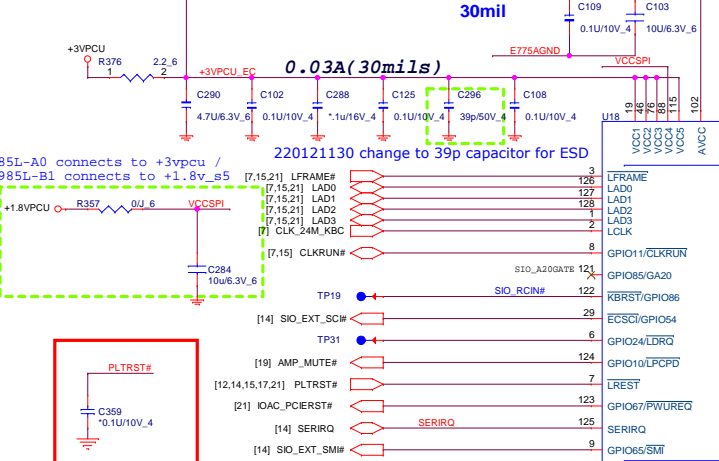 30mil
C109
0.1U/10V_4
C103
10U/6.3V_6
E775AGND
VCCSPI
+3VPCU
R376
2.2_6
1
2
+3VPCU_EC
0.03A(30mils)
C290
4.7U/6.3V_6
C102
0.1U/10V_4
C288
*.1u/16V_4
C125
0.1U/10V_4
C296
39p/50V_4
C108
0.1U/10V_4
19
46
76
88
115
102
U18
VCC1
VCC2
VCC3
VCC4
VCC5
AVCC
220121130 change to 39p capacitor for ESD
85L-A0 connects to +3vpcu /
985L-B1 connects to +1.8v_s5
+1.8VPCU
R357
0/J_6
VCCSPI
C284
10u/6.3V_6
[7,15,21] LFRAME# 3 LFRAME
[7,15,21] LAD0 126 LAD0
[7,15,21] LAD1 127 LAD1
[7,15,21] LAD2 128 LAD2
[7,15,21] LAD3 1 LAD3
[7] CLK_24M_KBC 2 LCLK
[7,15] CLKRUN# 8 GPIO11/CLKRUN
SIO_A20GATE 121 GPIO85/GA20
TP19 SIO_RCIN# 122 KBRST/GPIO86
[14] SIO_EXT_SCI# 29 ECSCI/GPIO54
TP31 6 GPIO24/LDRQ
[19] AMP_MUTE# 124 GPIO10/LPCPD
[12,14,15,17,21] PLTRST# 7 LREST
[21] IOAC_PCIERST# 123 GPIO67/PWUREQ
[14] SERIRQ SERIRQ 125 SERIRQ
[14] SIO_EXT_SMI# 9 GPIO65/SMI
PLTRST#
C359
*0.1U/10V_4